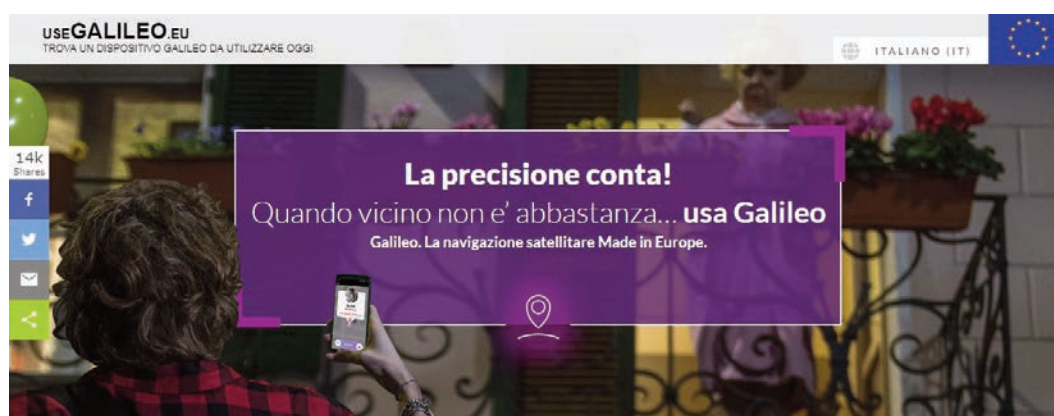 USEGALILEO.EU
TROVA UN DISPOSITIVO GALILEO DA UTILIZZARE OGGI
ITALIANO (IT)
14k
Shares
La precisione conta!
Quando vicino non e' abbastanza... usa Galileo
Galileo. La navigazione satellitare Made in Europe.